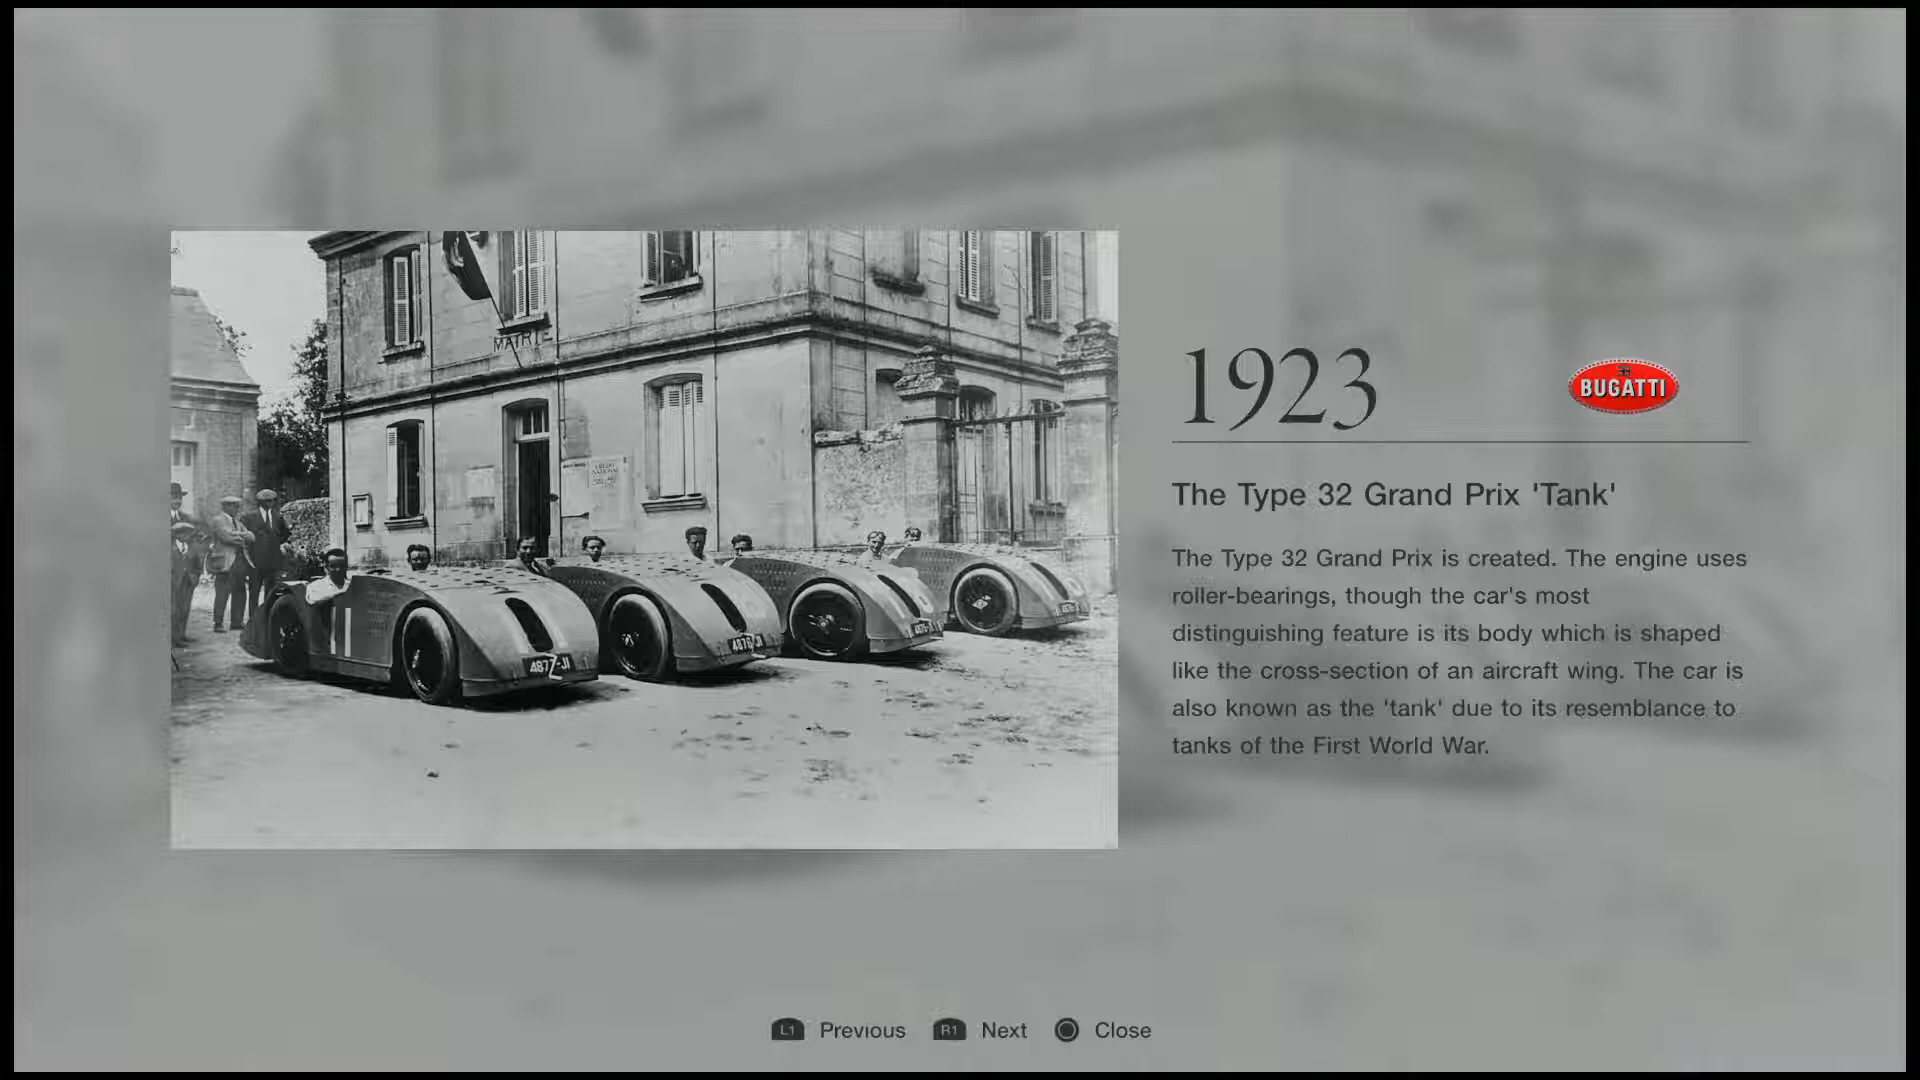 MAIRIE
11
1923
BUGATTI
The Type 32 Grand Prix 'Tank'
The Type 32 Grand Prix is created. The engine uses
roller-bearings, though the car's most
distinguishing feature is its body which is shaped
like the cross-section of an aircraft wing. The car is
also known as the 'tank' due to its resemblance to
tanks of the First World War.
L1 Previous R1 Next Close